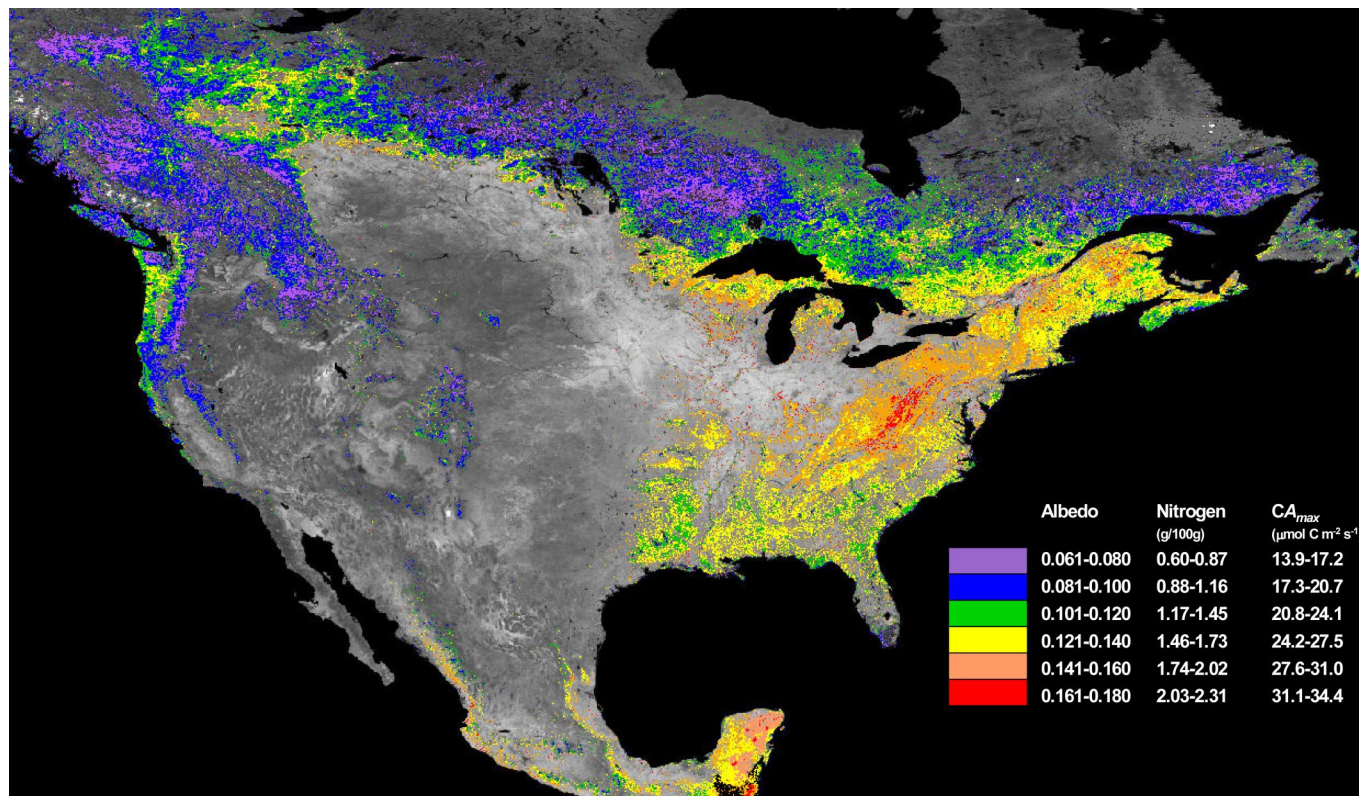 Albedo Nitrogen CAmax
(g/100g) (μmol C m-2 s-1)
0.061-0.080 0.60-0.87 13.9-17.2
0.081-0.100 0.88-1.16 17.3-20.7
0.101-0.120 1.17-1.45 20.8-24.1
0.121-0.140 1.46-1.73 24.2-27.5
0.141-0.160 1.74-2.02 27.6-31.0
0.161-0.180 2.03-2.31 31.1-34.4